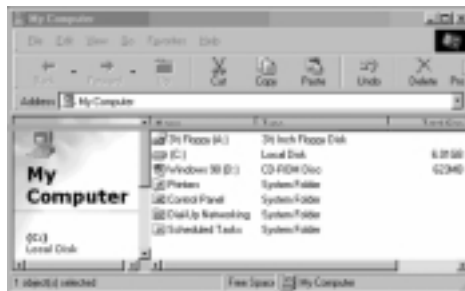 My Computer
File Edit View Go Favorites Help
Back Forward Up Cut Copy Paste Undo Delete
Address My Computer
Name Type
3½ Floppy (A:) 3½ Inch Floppy Disk
(C:) Local Disk
Windows 98 (D:) CD-ROM Disc 623MB
Printers System Folder
Control Panel System Folder
Dial-Up Networking System Folder
Scheduled Tasks System Folder
My
Computer
(C:)
Local Disk
1 object(s) selected Free Space My Computer